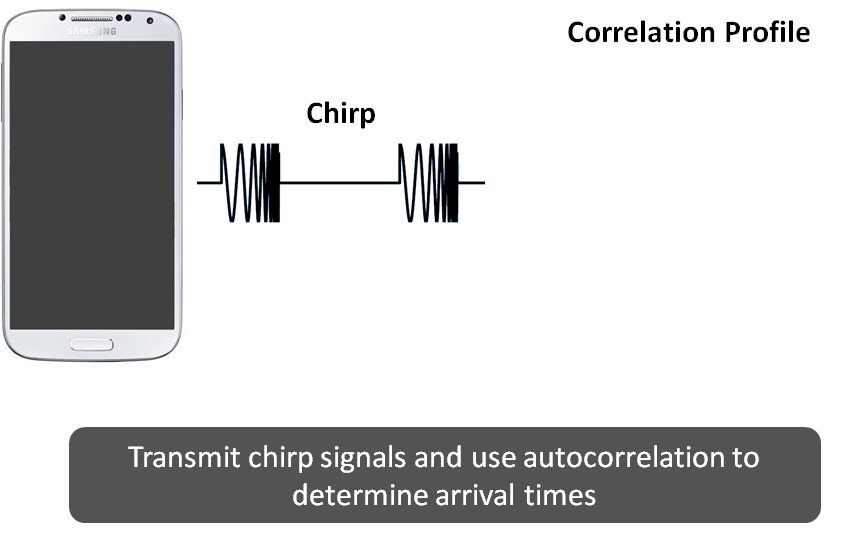 SAMSUNG
Correlation Profile
Chirp
Transmit chirp signals and use autocorrelation to
determine arrival times